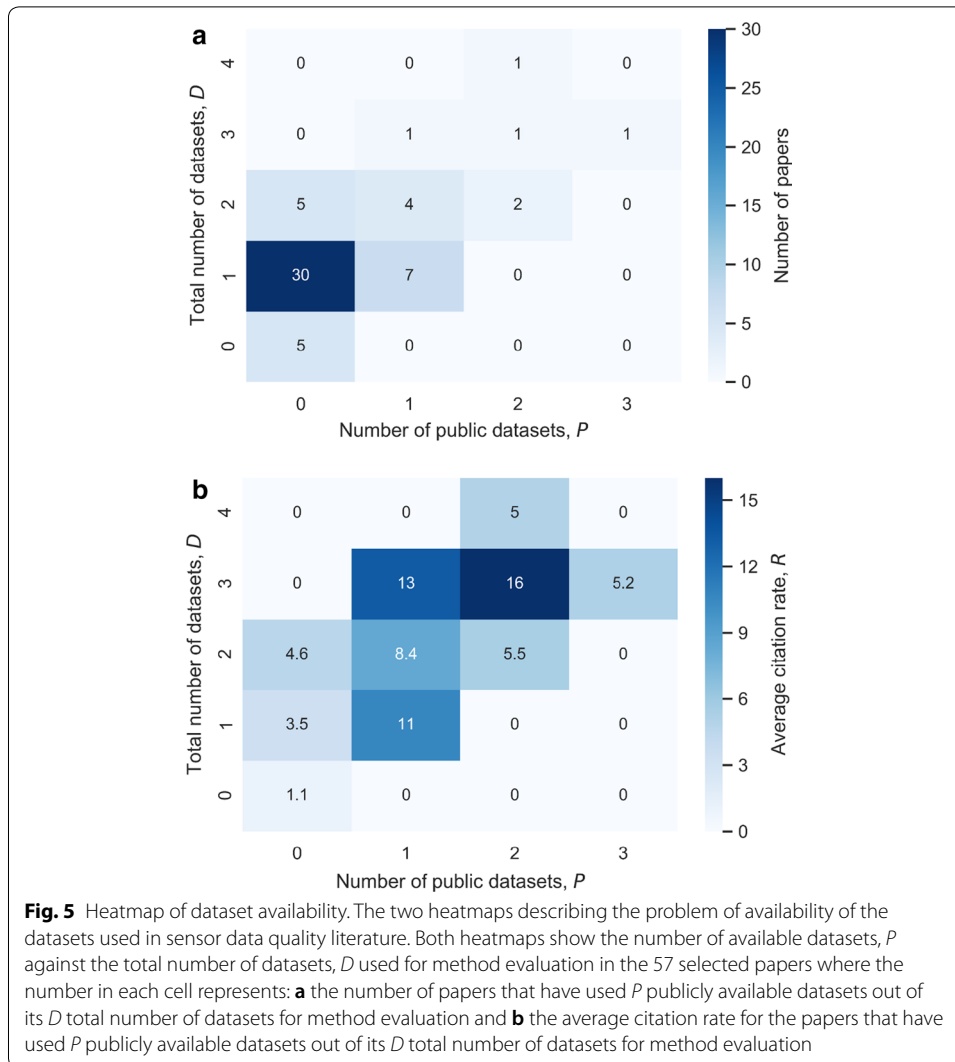 a
30
4 0 0 1 0
25
3 0 1 1 1
20
2 5 4 2 0
15
1 30 7 0 0
10
5
0 5 0 0 0
0
0 1 2 3
Number of public datasets, P
Total number of datasets, D
Number of papers
b
4 0 0 5 0
15
3 0 13 16 5.2
12
9
2 4.6 8.4 5.5 0
6
1 3.5 11 0 0
3
0 1.1 0 0 0
0
0 1 2 3
Number of public datasets, P
Total number of datasets, D
Average citation rate, R
Fig. 5 Heatmap of dataset availability. The two heatmaps describing the problem of availability of the
datasets used in sensor data quality literature. Both heatmaps show the number of available datasets, P
against the total number of datasets, D used for method evaluation in the 57 selected papers where the
number in each cell represents: a the number of papers that have used P publicly available datasets out of
its D total number of datasets for method evaluation and b the average citation rate for the papers that have
used P publicly available datasets out of its D total number of datasets for method evaluation